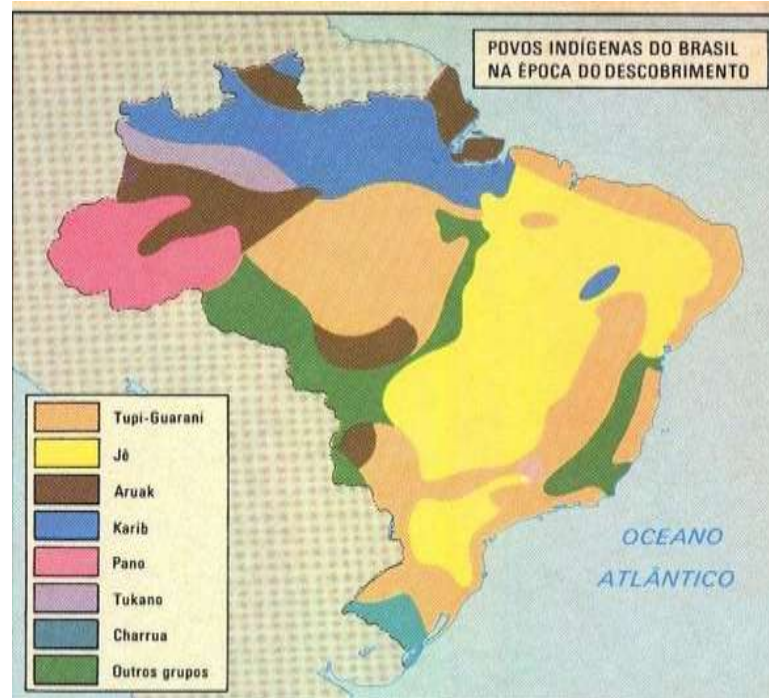 POVOS INDÍGENAS DO BRASIL
NA ÉPOCA DO DESCOBRIMENTO
Tupi-Guarani
Jê
Aruak
Karib
Pano
Tukano
Charrua
Outros grupos
OCEANO
ATLÂNTICO